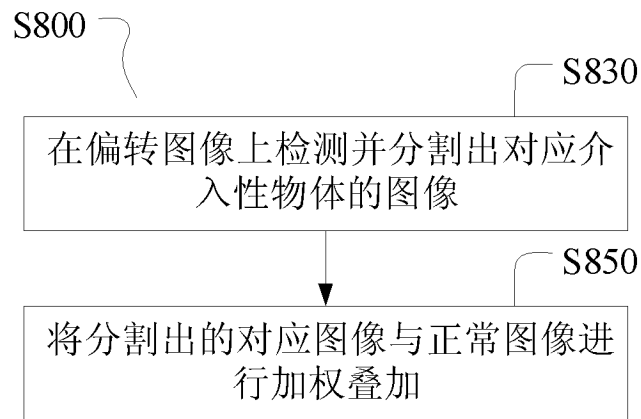 S800
S830
在偏转图像上检测并分割出对应介
入性物体的图像
S850
将分割出的对应图像与正常图像进
行加权叠加